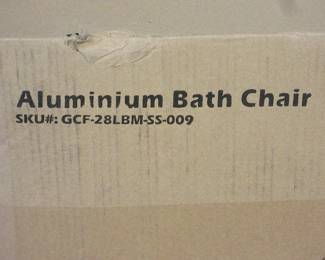 Aluminium Bath Chair
SKU#: GCF-28LBM-SS-009